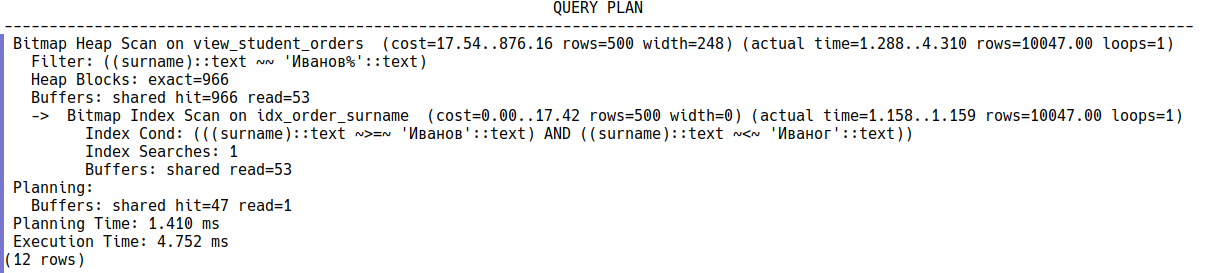 QUERY PLAN
--------------------------------------------------------------------------------------------------------------------------------------
Bitmap Heap Scan on view_student_orders  (cost=17.54..876.16 rows=500 width=248) (actual time=1.288..4.310 rows=10047.00 loops=1)
  Filter: ((surname)::text ~~ 'Иванов%'::text)
  Heap Blocks: exact=966
  Buffers: shared hit=966 read=53
  ->  Bitmap Index Scan on idx_order_surname  (cost=0.00..17.42 rows=500 width=0) (actual time=1.158..1.159 rows=10047.00 loops=1)
        Index Cond: (((surname)::text ~>=~ 'Иванов'::text) AND ((surname)::text ~<~ 'Иваног'::text))
        Index Searches: 1
        Buffers: shared read=53
Planning:
  Buffers: shared hit=47 read=1
Planning Time: 1.410 ms
Execution Time: 4.752 ms
(12 rows)